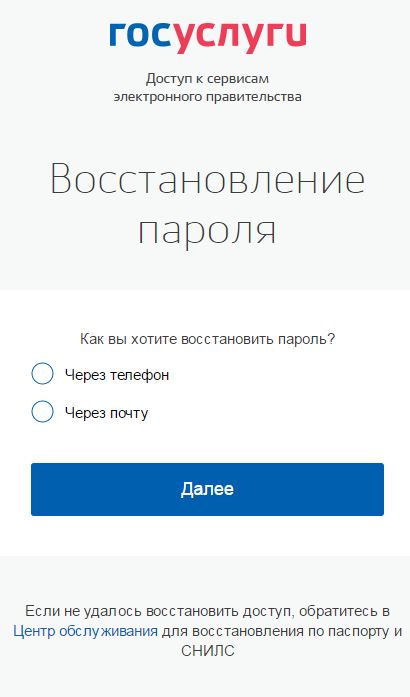 госуслуги
Доступ к сервисам
электронного правительства
Восстановление
пароля
Как вы хотите восстановить пароль?
Через телефон
Через почту
Далее
Если не удалось восстановить доступ, обратитесь в
Центр обслуживания для восстановления по паспорту и
СНИЛС